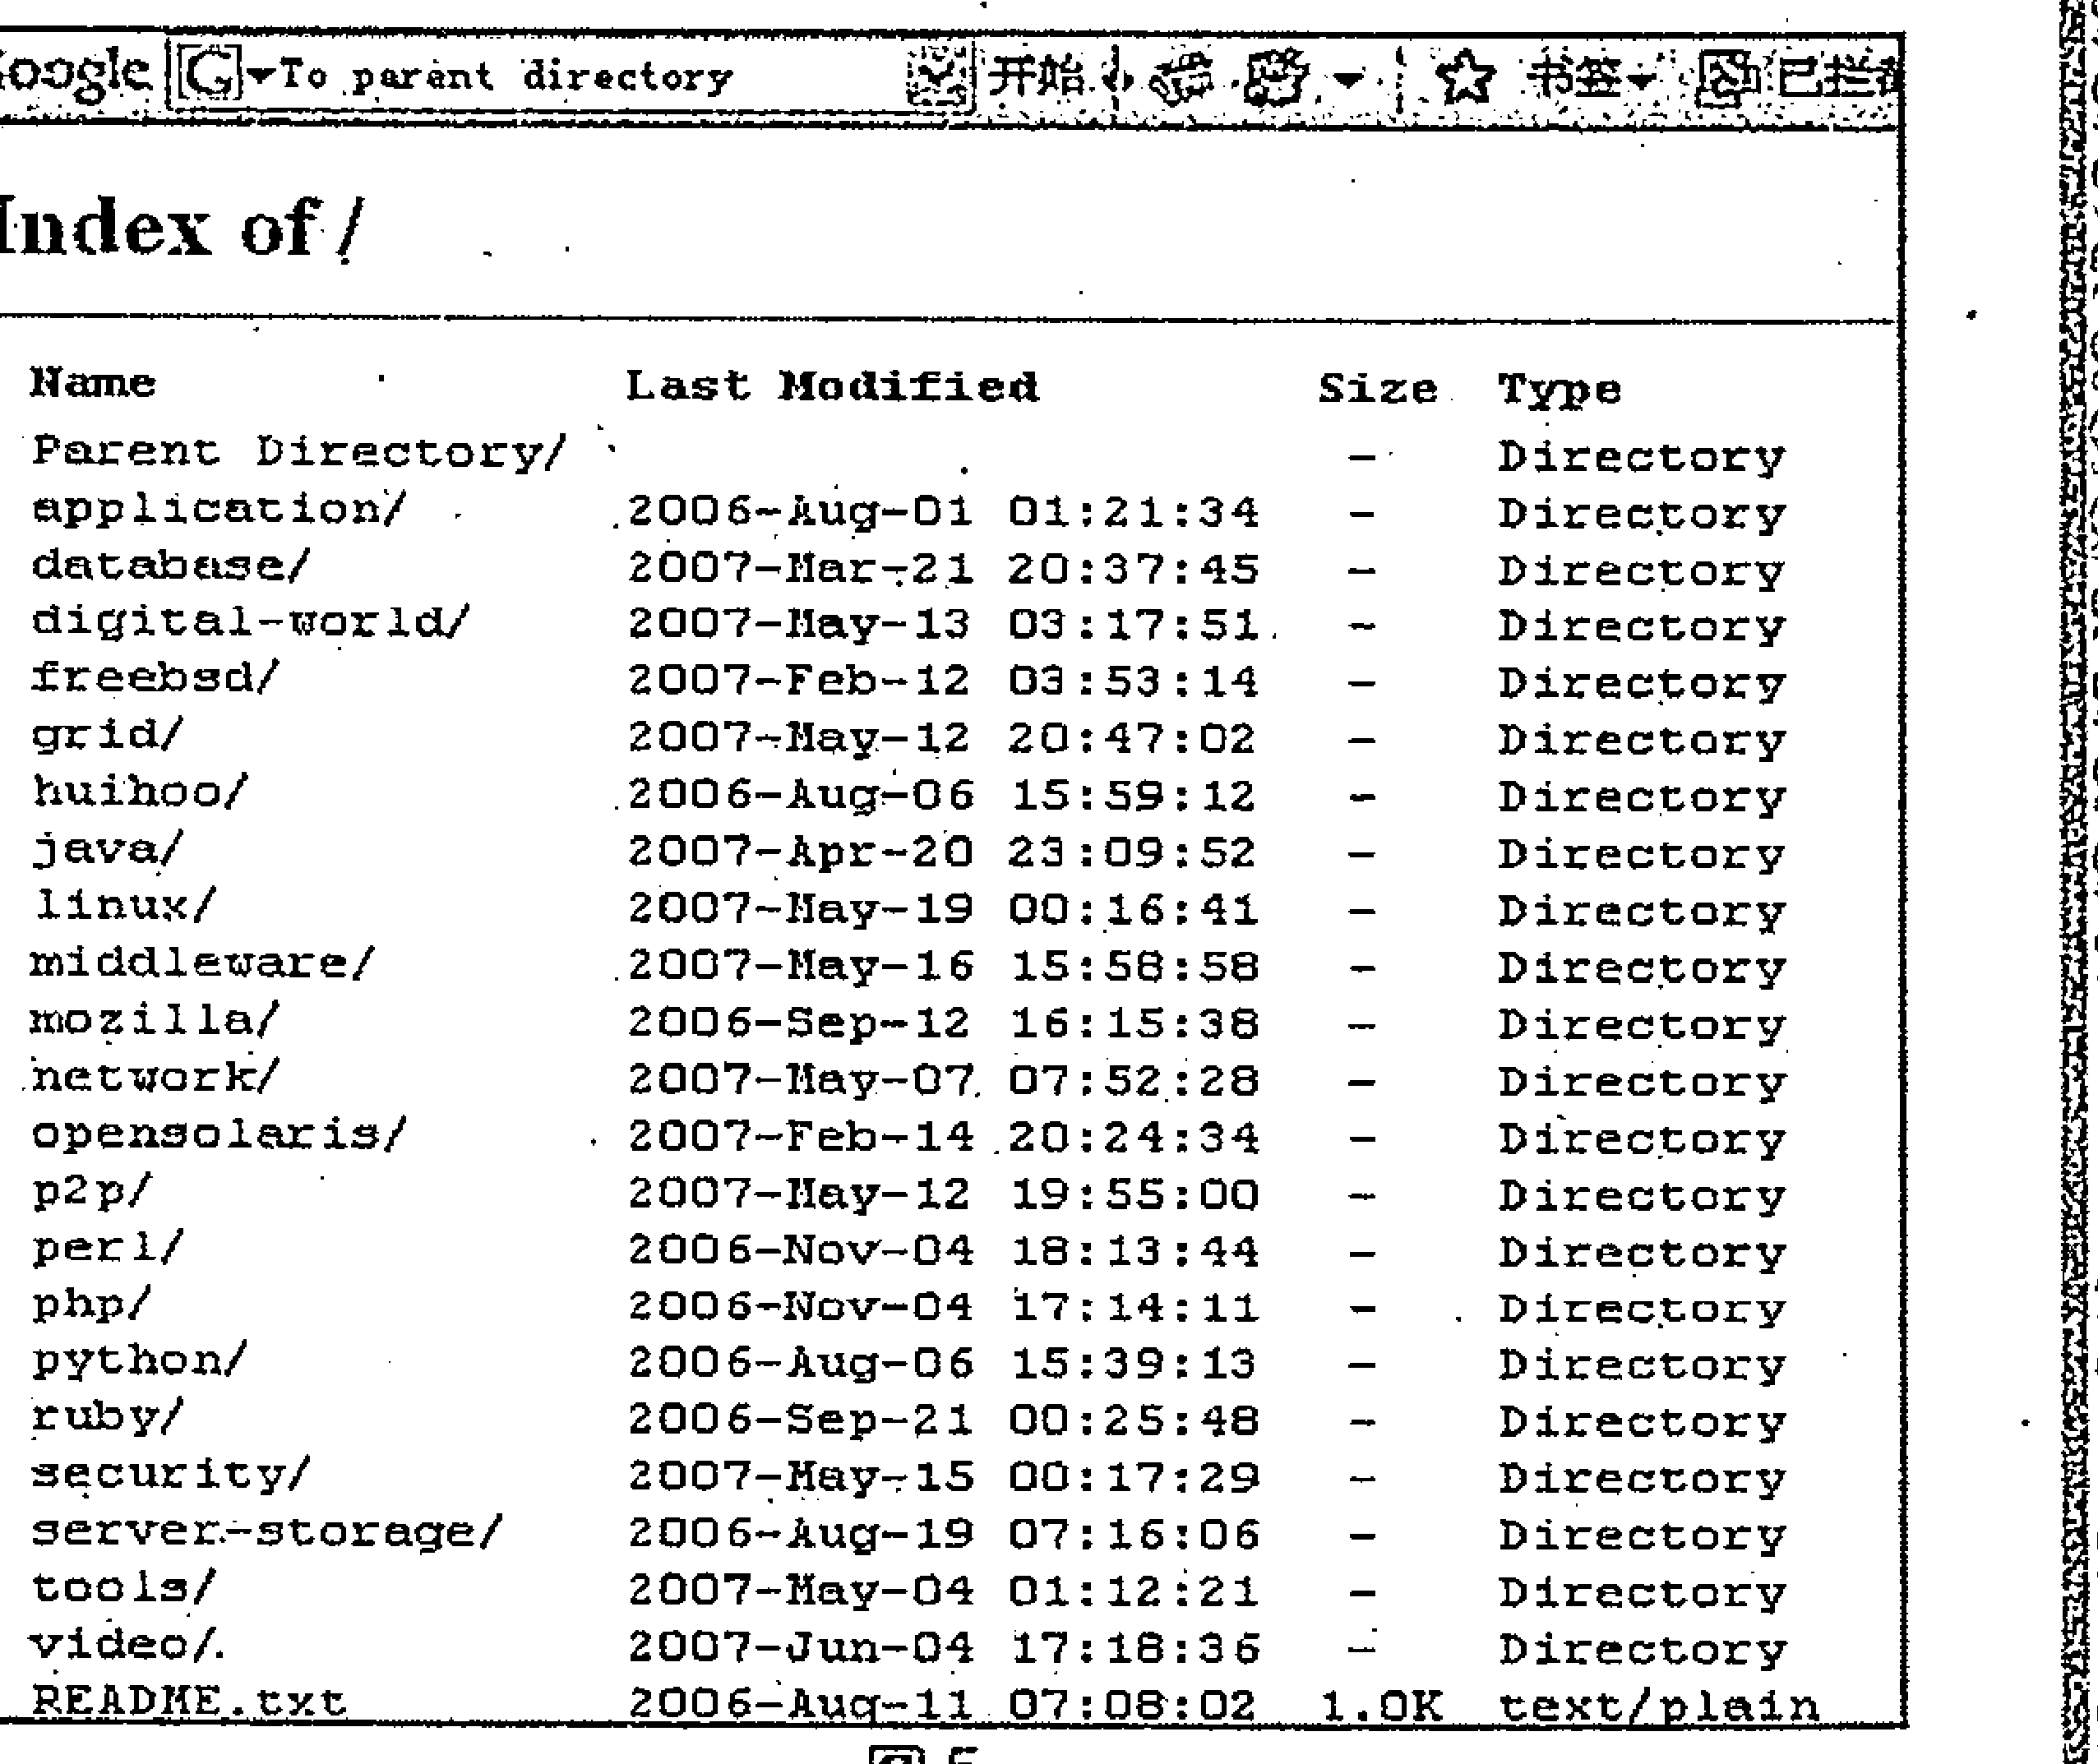 Google G To parent directory 开始 书签 已拦
Index of /
Name Last Modified Size Type
Parent Directory/ - Directory
application/ 2006-Aug-01 01:21:34 - Directory
database/ 2007-Mar-21 20:37:45 - Directory
digital-world/ 2007-May-13 03:17:51 - Directory
freebsd/ 2007-Feb-12 03:53:14 - Directory
grid/ 2007-May-12 20:47:02 - Directory
huihoo/ 2006-Aug-06 15:59:12 - Directory
java/ 2007-Apr-20 23:09:52 - Directory
linux/ 2007-May-19 00:16:41 - Directory
middleware/ 2007-May-16 15:58:58 - Directory
mozilla/ 2006-Sep-12 16:15:38 - Directory
network/ 2007-May-07 07:52:28 - Directory
opensolaris/ 2007-Feb-14 20:24:34 - Directory
p2p/ 2007-May-12 19:55:00 - Directory
perl/ 2006-Nov-04 18:13:44 - Directory
php/ 2006-Nov-04 17:14:11 - Directory
python/ 2006-Aug-06 15:39:13 - Directory
ruby/ 2006-Sep-21 00:25:48 - Directory
security/ 2007-May-15 00:17:29 - Directory
server-storage/ 2006-Aug-19 07:16:06 - Directory
tools/ 2007-May-04 01:12:21 - Directory
video/ 2007-Jun-04 17:18:36 - Directory
README.txt 2006-Aug-11 07:08:02 1.0K text/plain